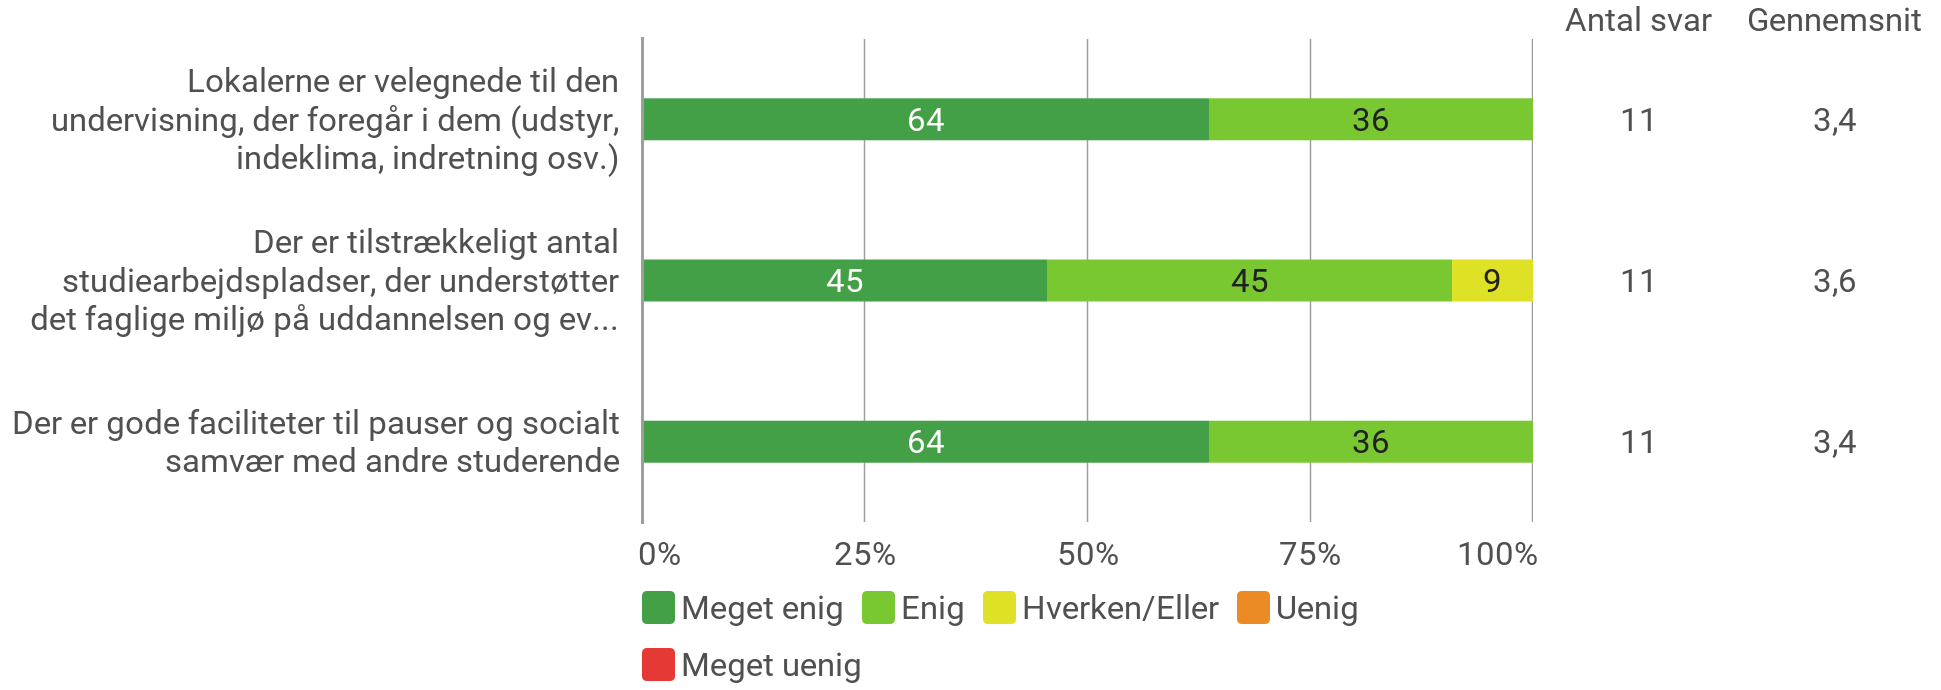 Antal svar Gennemsnit
Lokalerne er velegnede til den
undervisning, der foregår i dem (udstyr,
indeklima, indretning osv.)
64 36 11 3,4
Der er tilstrækkeligt antal
studiearbejdspladser, der understøtter
det faglige miljø på uddannelsen og ev...
45 45 9 11 3,6
Der er gode faciliteter til pauser og socialt
samvær med andre studerende
64 36 11 3,4
0% 25% 50% 75% 100%
Meget enig Enig Hverken/Eller Uenig
Meget uenig